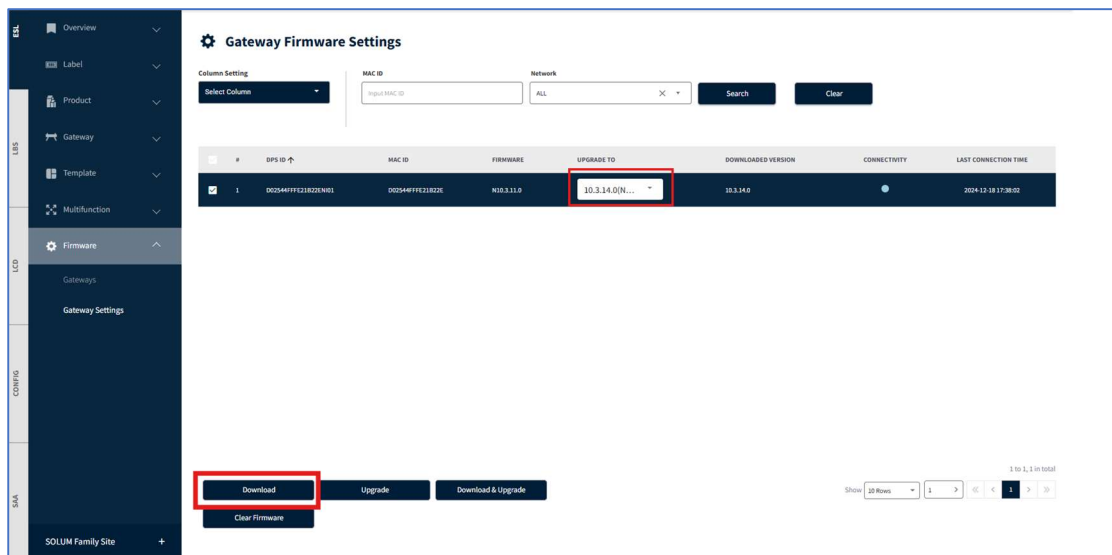 ESL
LBS
LCD
CONFIG
SAA
Overview
Label
Product
Gateway
Template
Multifunction
Firmware
Gateways
Gateway Settings
SOLUM Family Site +
Gateway Firmware Settings
Column Setting MAC ID Network
Select Column Input MAC ID ALL Search Clear
# DPS ID MAC ID FIRMWARE UPGRADE TO DOWNLOADED VERSION CONNECTIVITY LAST CONNECTION TIME
1 D02544FFFE21B22ENI01 D02544FFFE21B22E N10.3.11.0 10.3.14.0(N... 10.3.14.0 2024-12-18 17:38:02
1 to 1, 1 in total
Download Upgrade Download & Upgrade Show 10 Rows 1 1
Clear Firmware